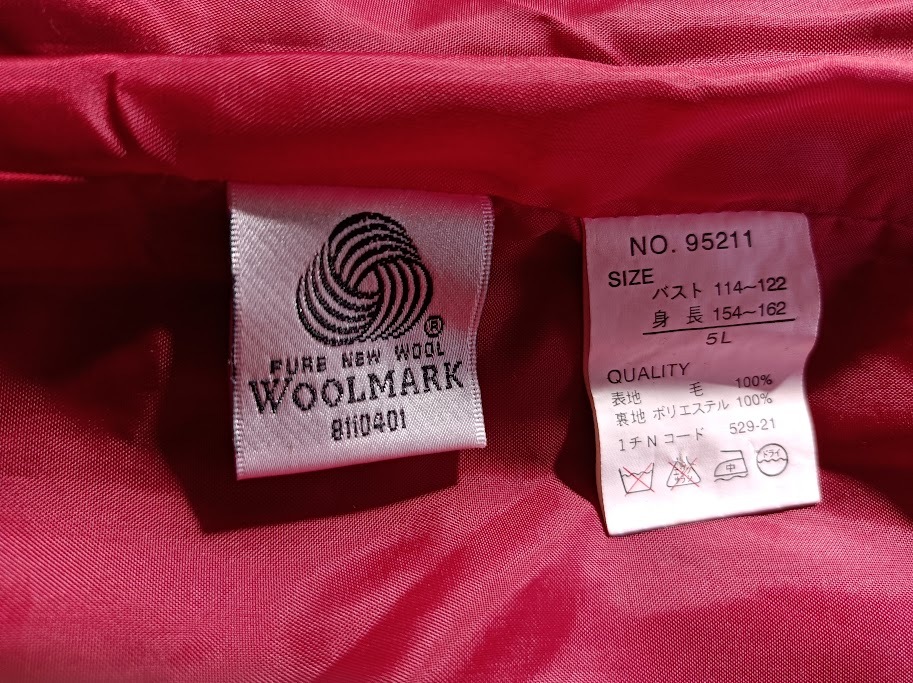 ®
PURE NEW WOOL
WOOLMARK
8110401
NO. 95211
SIZE
バスト 114~122
身 長 154~162
5L
QUALITY
表地 毛 100%
裏地 ポリエステル 100%
1チNコード 529-21
中
ドライ